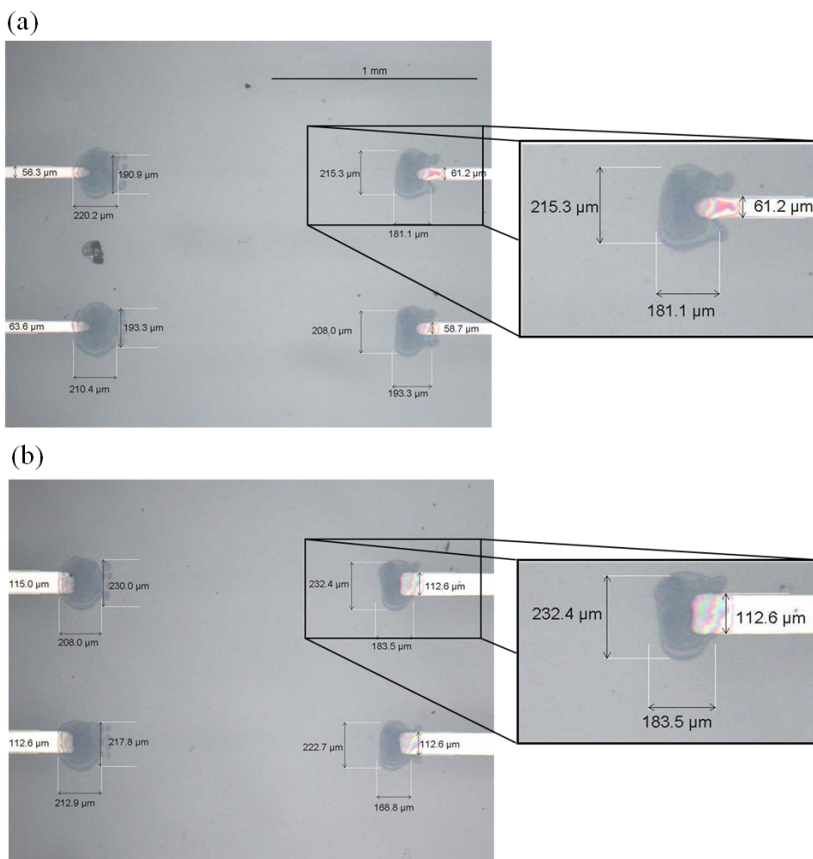 (a)
1 mm
56.3 µm
190.9 µm
220.2 µm
215.3 µm
61.2 µm
181.1 µm
215.3 µm
61.2 µm
181.1 µm
63.6 µm
193.3 µm
210.4 µm
208.0 µm
58.7 µm
193.3 µm
(b)
115.0 µm
230.0 µm
208.0 µm
232.4 µm
112.6 µm
183.5 µm
232.4 µm
112.6 µm
183.5 µm
112.6 µm
217.8 µm
212.9 µm
222.7 µm
112.6 µm
168.8 µm